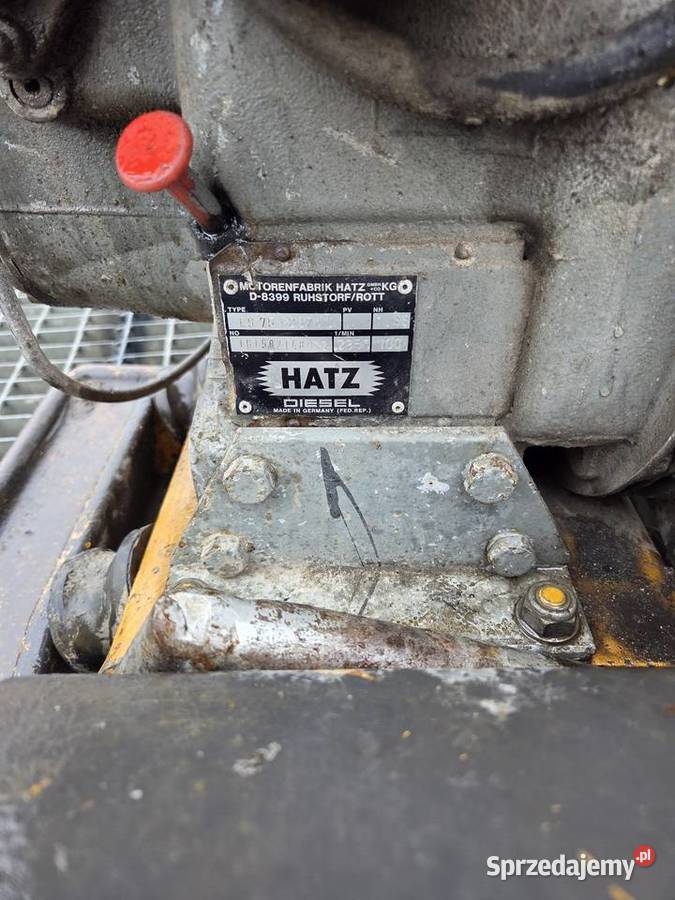 MOTORENFABRIK HATZ GMBH +CO KG
D-8399 RUHSTORF/ROTT
TYPE PV NH
NO 1/MIN
HATZ
DIESEL
MADE IN GERMANY (FED.REP.)
Sprzedajemy.pl